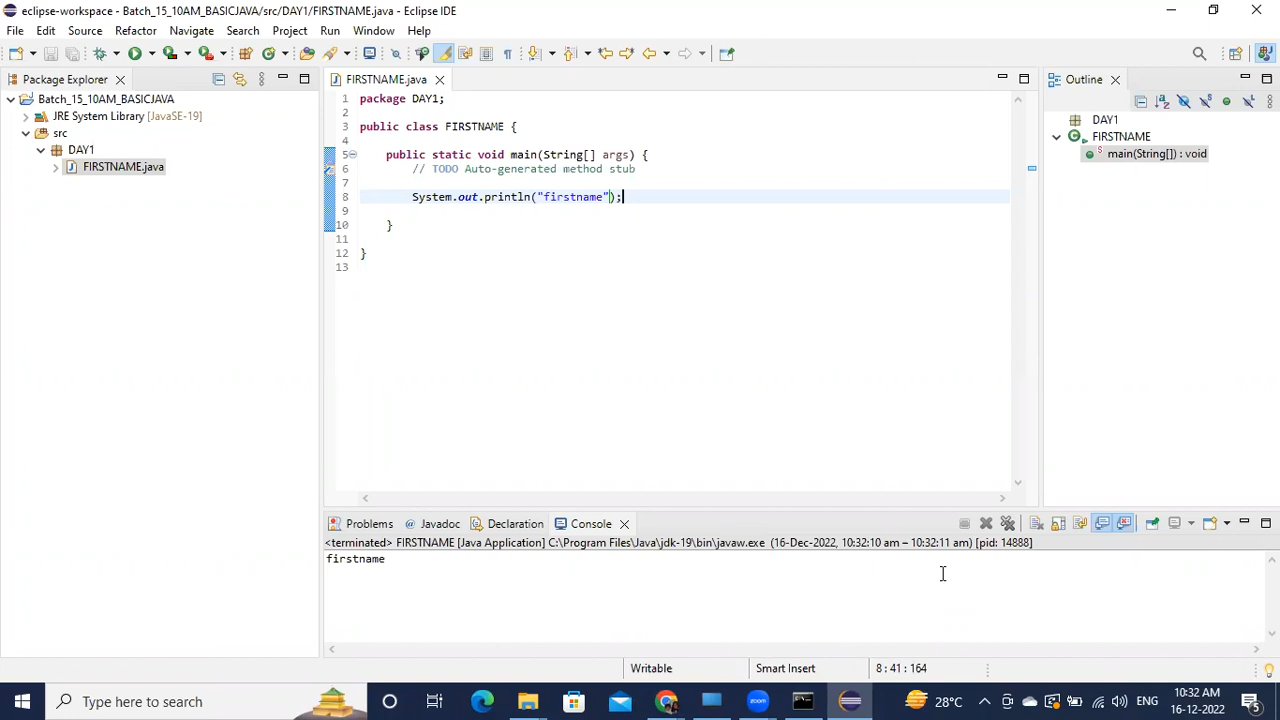 eclipse-workspace - Batch_15_10AM_BASICJAVA/src/DAY1/FIRSTNAME.java - Eclipse IDE
File Edit Source Refactor Navigate Search Project Run Window Help
Package Explorer
Batch_15_10AM_BASICJAVA
JRE System Library [JavaSE-19]
src
DAY1
FIRSTNAME.java
FIRSTNAME.java
1 package DAY1;
2
3 public class FIRSTNAME {
4
5 public static void main(String[] args) {
6 // TODO Auto-generated method stub
7
8 System.out.println("firstname");
9
10 }
11
12 }
13
Outline
DAY1
FIRSTNAME
main(String[]) : void
Problems @ Javadoc Declaration Console
<terminated> FIRSTNAME [Java Application] C:\Program Files\Java\jdk-19\bin\javaw.exe (16-Dec-2022, 10:32:10 am – 10:32:11 am) [pid: 14888]
firstname
Writable Smart Insert 8 : 41 : 164
Type here to search 28°C ENG 10:32 AM
16-12-2022 5